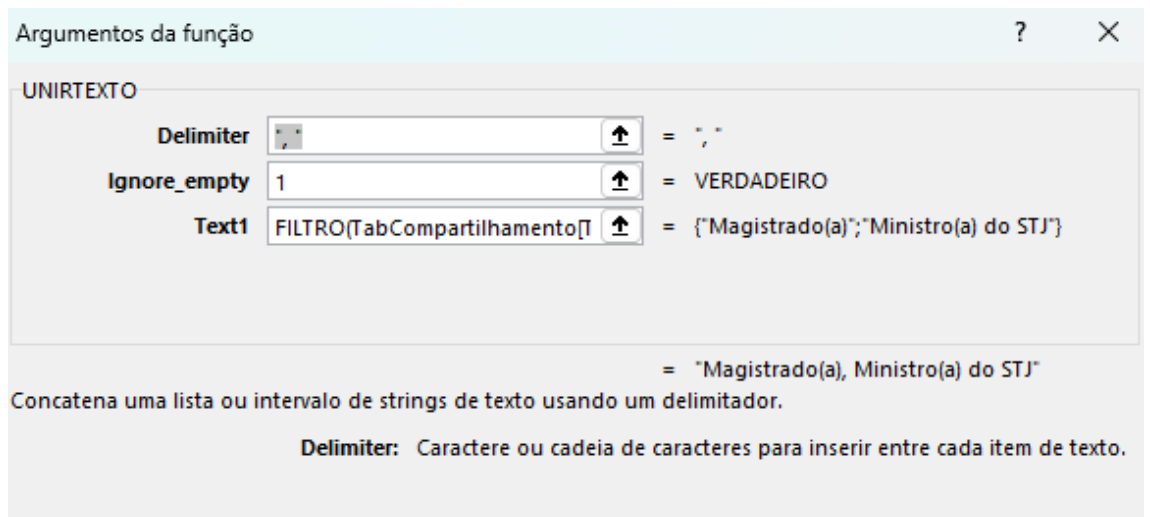 Argumentos da função ? ×
UNIRTEXTO
Delimiter ", " = ", "
Ignore_empty 1 = VERDADEIRO
Text1 FILTRO(TabCompartilhamento[T = {"Magistrado(a)";"Ministro(a) do STJ"}
= "Magistrado(a), Ministro(a) do STJ"
Concatena uma lista ou intervalo de strings de texto usando um delimitador.
Delimiter: Caractere ou cadeia de caracteres para inserir entre cada item de texto.